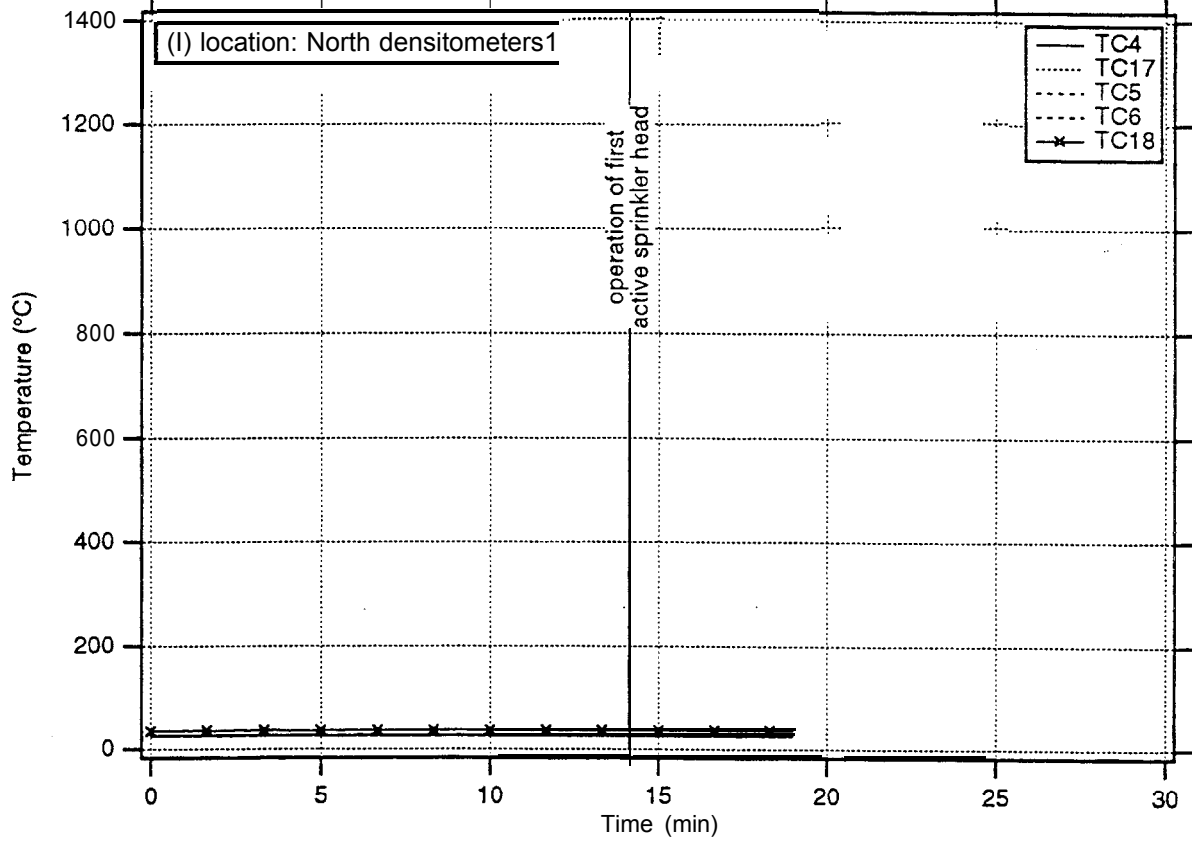 (I) location: North densitometers1
TC4
TC17
TC5
TC6
TC18
operation of first
active sprinkler head
1400
1200
1000
800
600
400
200
0
Temperature (°C)
0 5 10 15 20 25 30
Time (min)